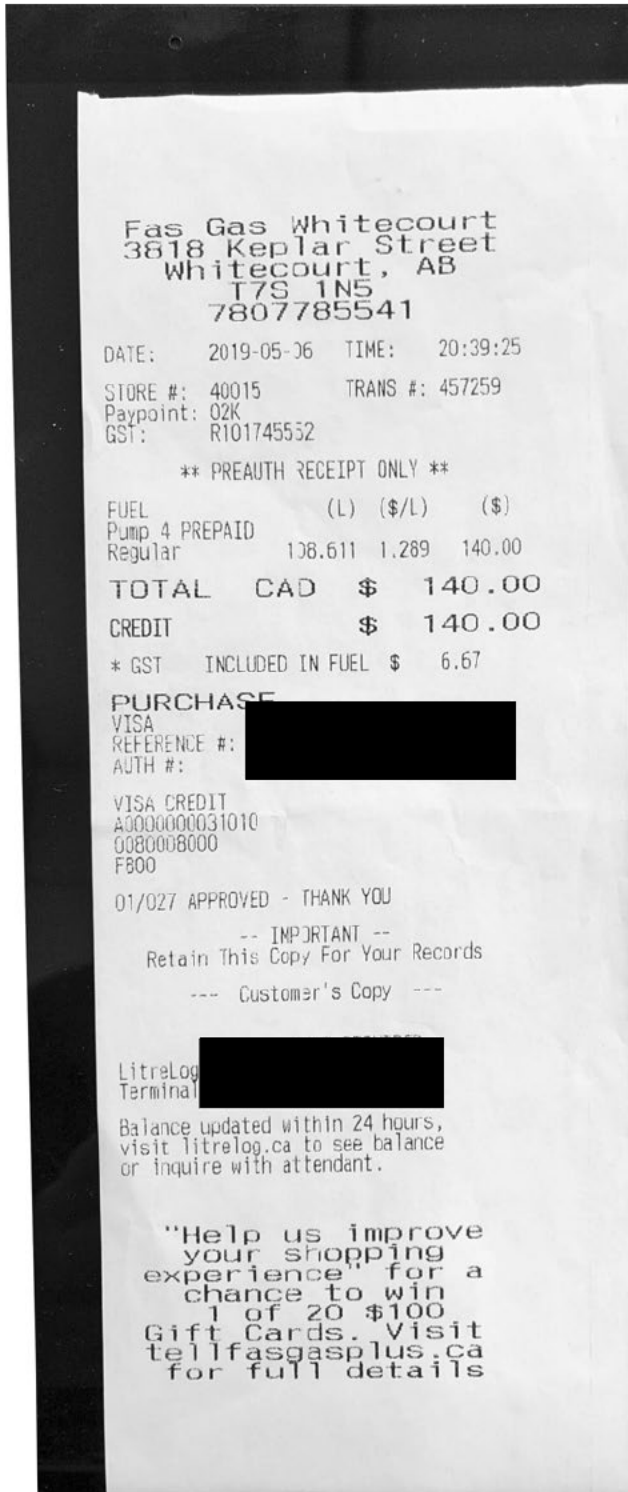 Fas Gas Whitecourt
3818 Keplar Street
Whitecourt, AB
T7S 1N5
7807785541
DATE: 2019-05-06 TIME: 20:39:25
STORE #: 40015 TRANS #: 457259
Paypoint: 02K
GST: R101745552
** PREAUTH RECEIPT ONLY **
FUEL (L) ($/L) ($)
Pump 4 PREPAID
Regular 108.611 1.289 140.00
TOTAL CAD $ 140.00
CREDIT $ 140.00
* GST INCLUDED IN FUEL $ 6.67
PURCHASE
VISA
REFERENCE #:
AUTH #:
VISA CREDIT
A0000000031010
0080008000
F800
01/027 APPROVED - THANK YOU
-- IMPORTANT --
Retain This Copy For Your Records
--- Customer's Copy ---
LitreLog
Terminal
Balance updated within 24 hours,
visit litrelog.ca to see balance
or inquire with attendant.
"Help us improve
your shopping
experience" for a
chance to win
1 of 20 $100
Gift Cards. Visit
tellfasgasplus.ca
for full details